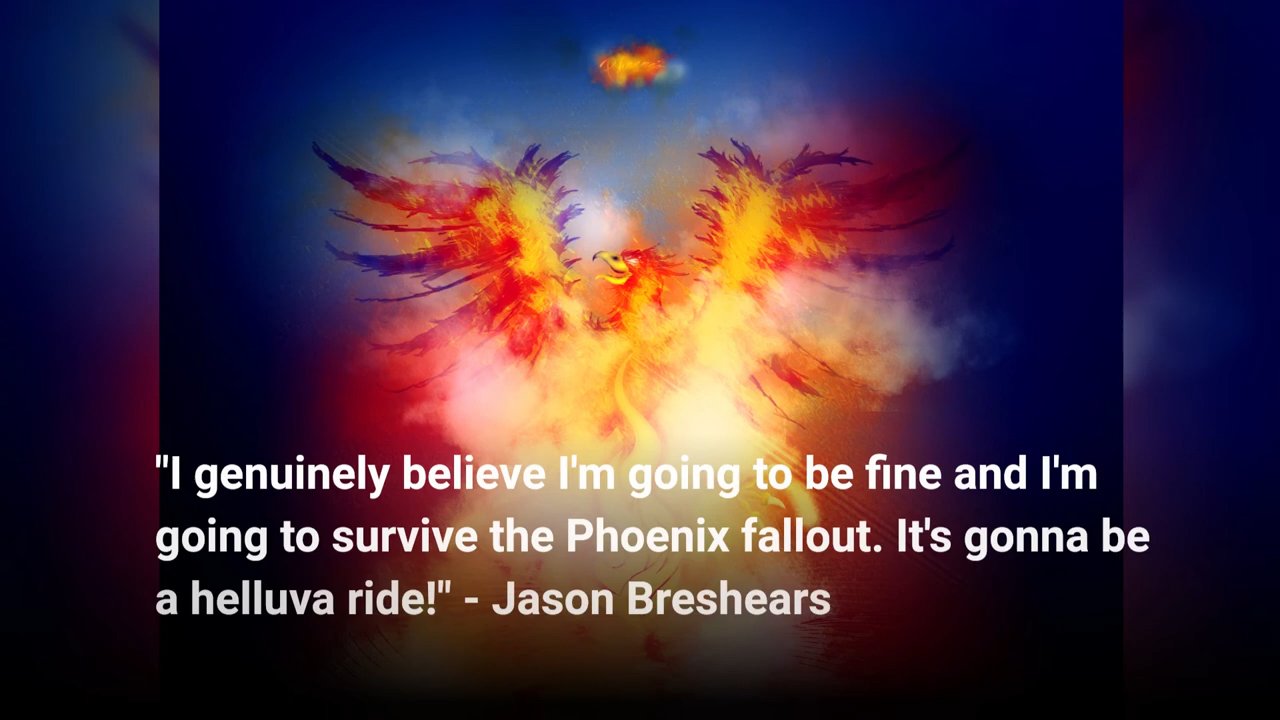 "I genuinely believe I'm going to be fine and I'm
going to survive the Phoenix fallout. It's gonna be
a helluva ride!" - Jason Breshears